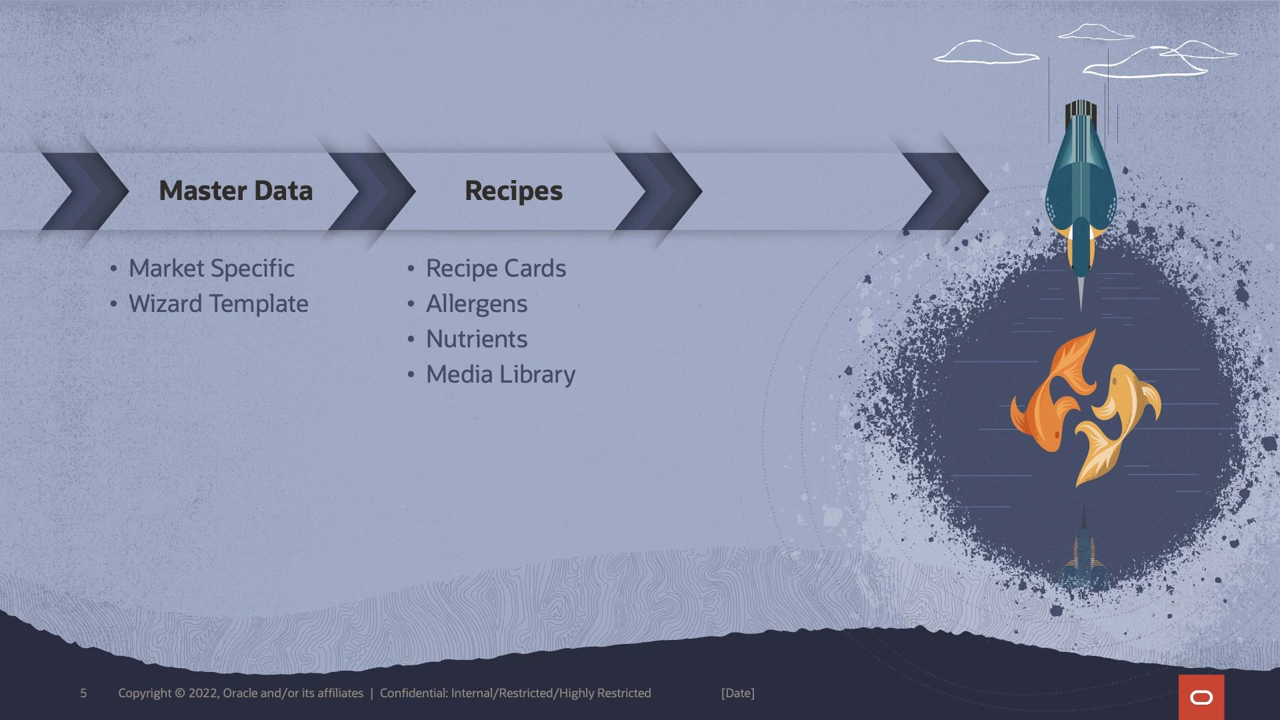 Master Data
Recipes
• Market Specific
• Wizard Template
• Recipe Cards
• Allergens
• Nutrients
• Media Library
5 Copyright © 2022, Oracle and/or its affiliates | Confidential: Internal/Restricted/Highly Restricted [Date]